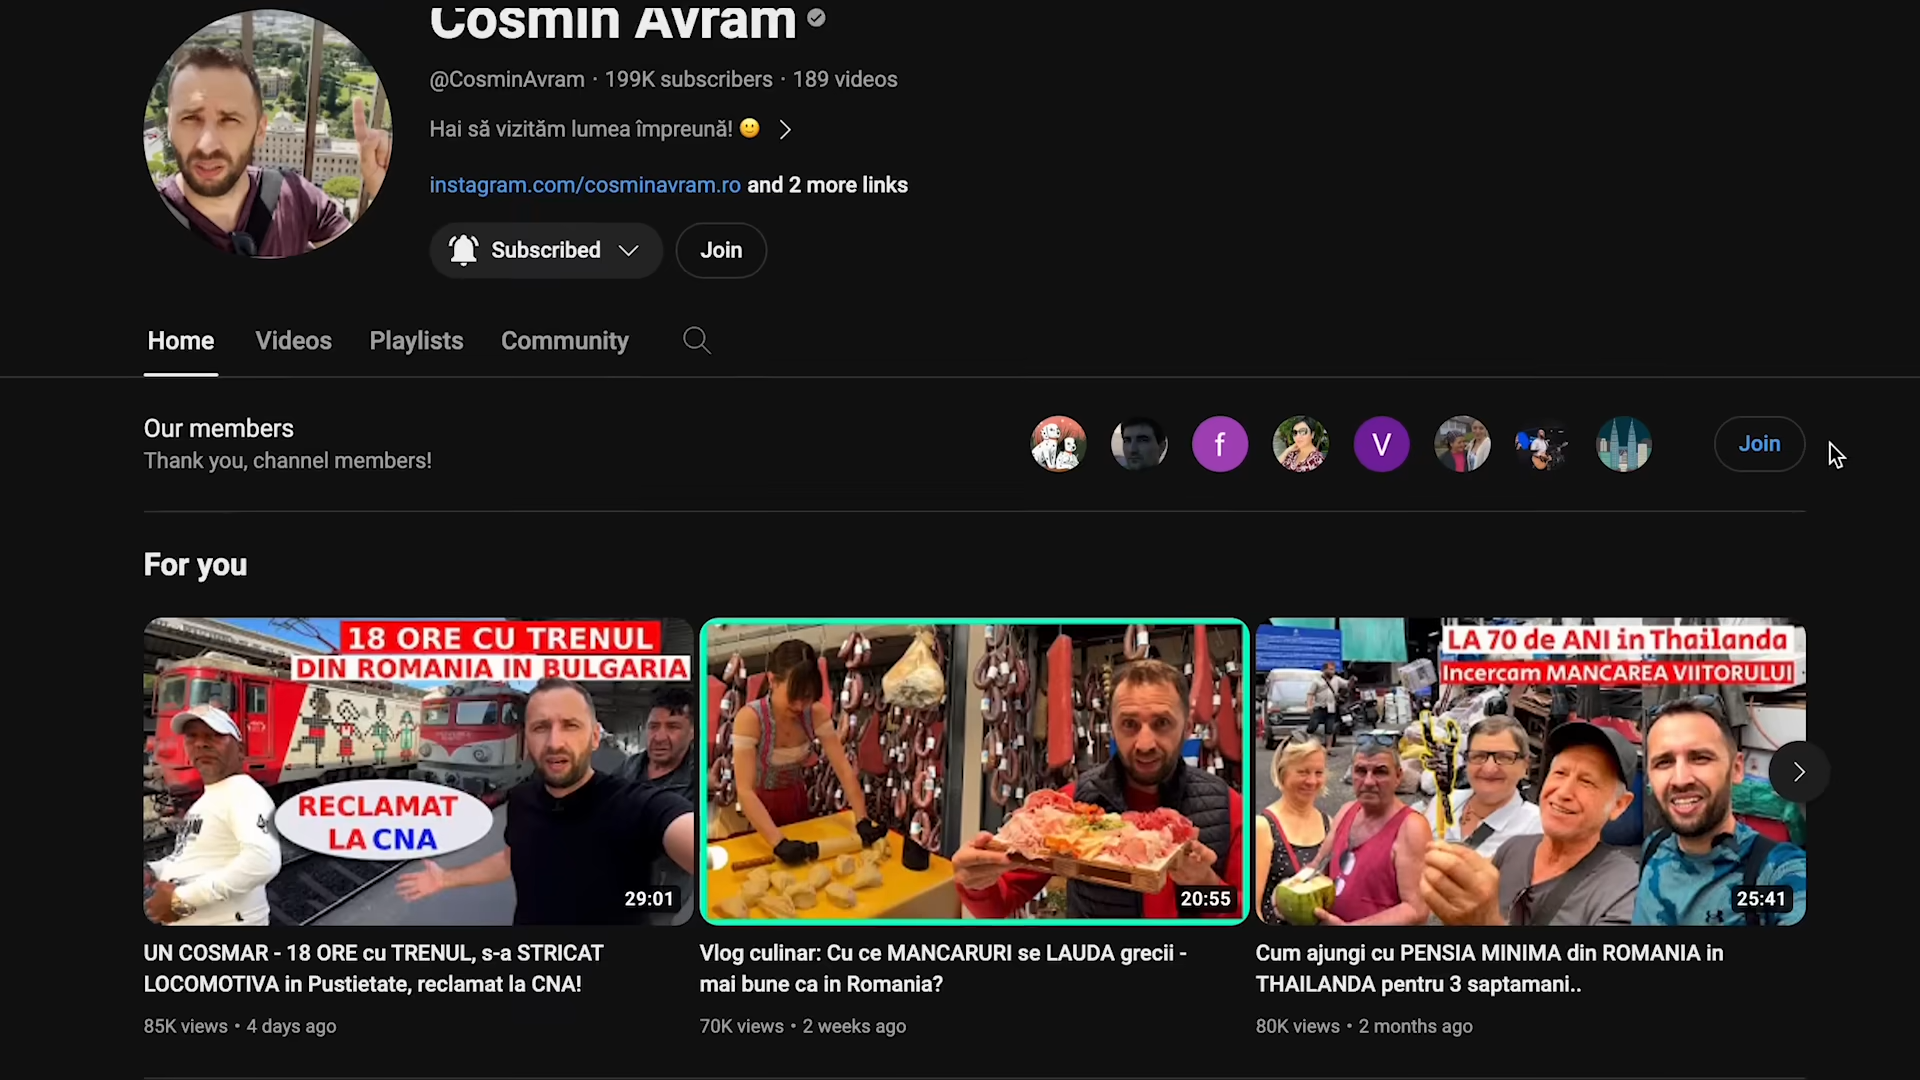 Cosmin Avram
@CosminAvram · 199K subscribers · 189 videos
Hai să vizităm lumea împreună! 🙂
instagram.com/cosminavram.ro and 2 more links
Subscribed
Join
Home
Videos
Playlists
Community
Our members
Thank you, channel members!
f
V
Join
For you
18 ORE CU TRENUL
DIN ROMANIA IN BULGARIA
RECLAMAT
LA CNA
29:01
20:55
LA 70 de ANI in Thailanda
Incercam MANCAREA VIITORULUI
25:41
UN COSMAR - 18 ORE cu TRENUL, s-a STRICAT
LOCOMOTIVA in Pustietate, reclamat la CNA!
85K views • 4 days ago
Vlog culinar: Cu ce MANCARURI se LAUDA grecii -
mai bune ca in Romania?
70K views • 2 weeks ago
Cum ajungi cu PENSIA MINIMA din ROMANIA in
THAILANDA pentru 3 saptamani..
80K views • 2 months ago